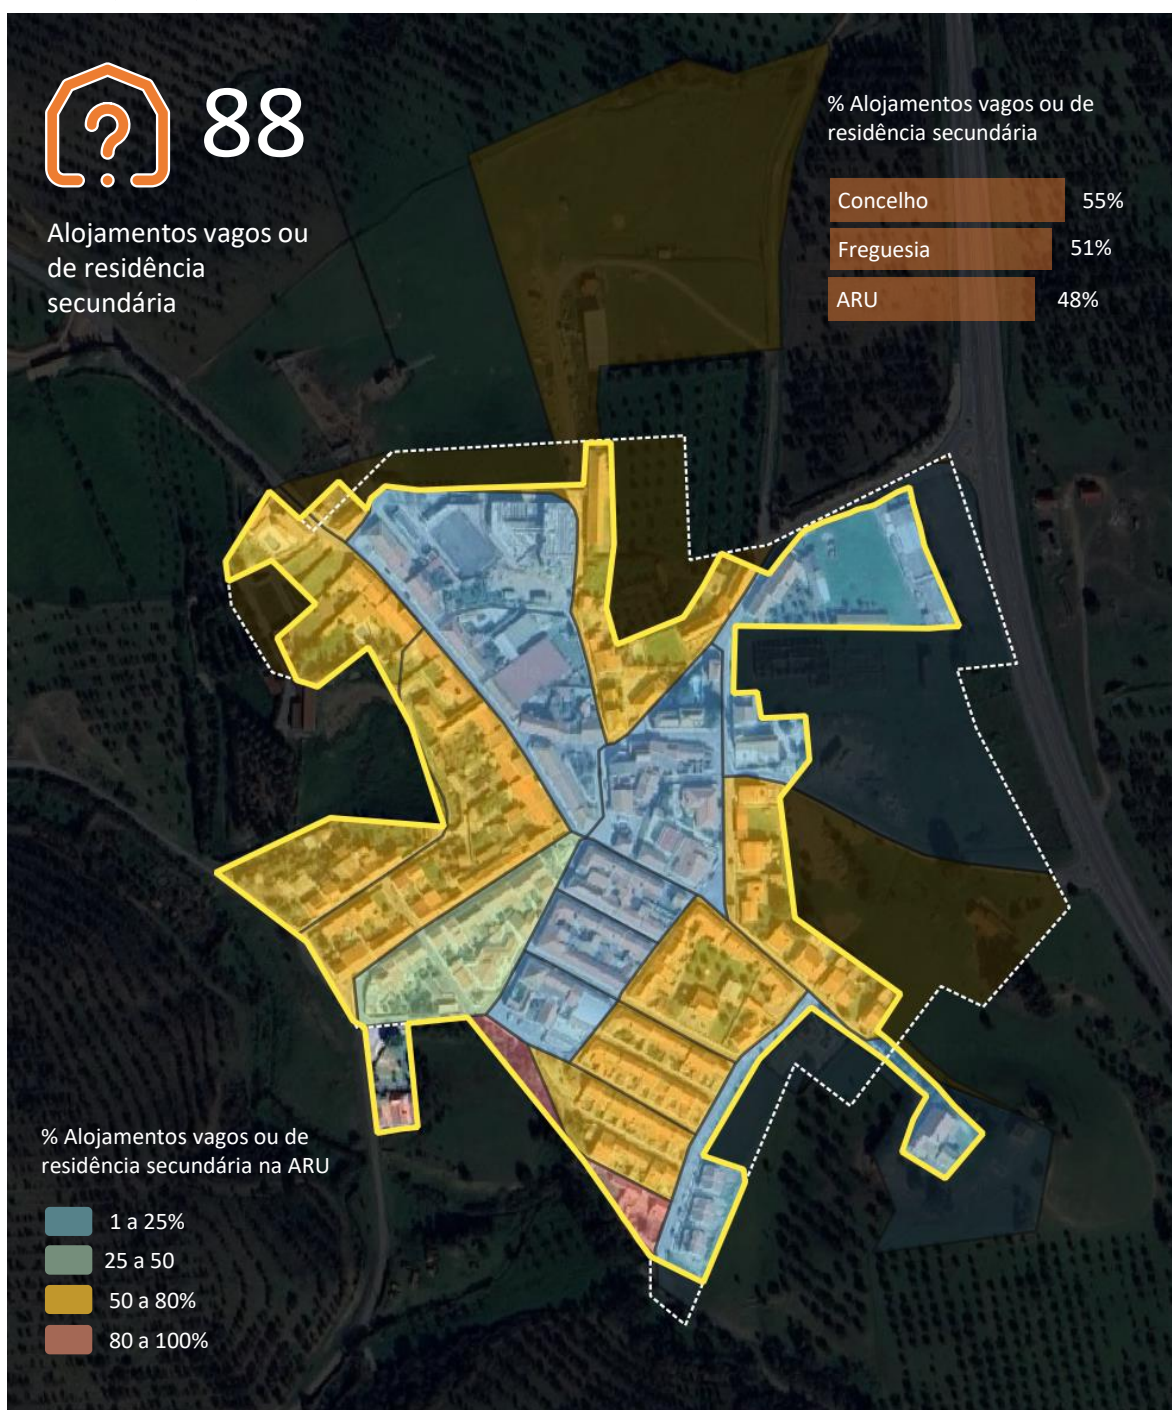 ?
88
Alojamentos vagos ou
de residência
secundária
% Alojamentos vagos ou de
residência secundária
Concelho 55%
Freguesia 51%
ARU 48%
% Alojamentos vagos ou de
residência secundária na ARU
1 a 25%
25 a 50
50 a 80%
80 a 100%